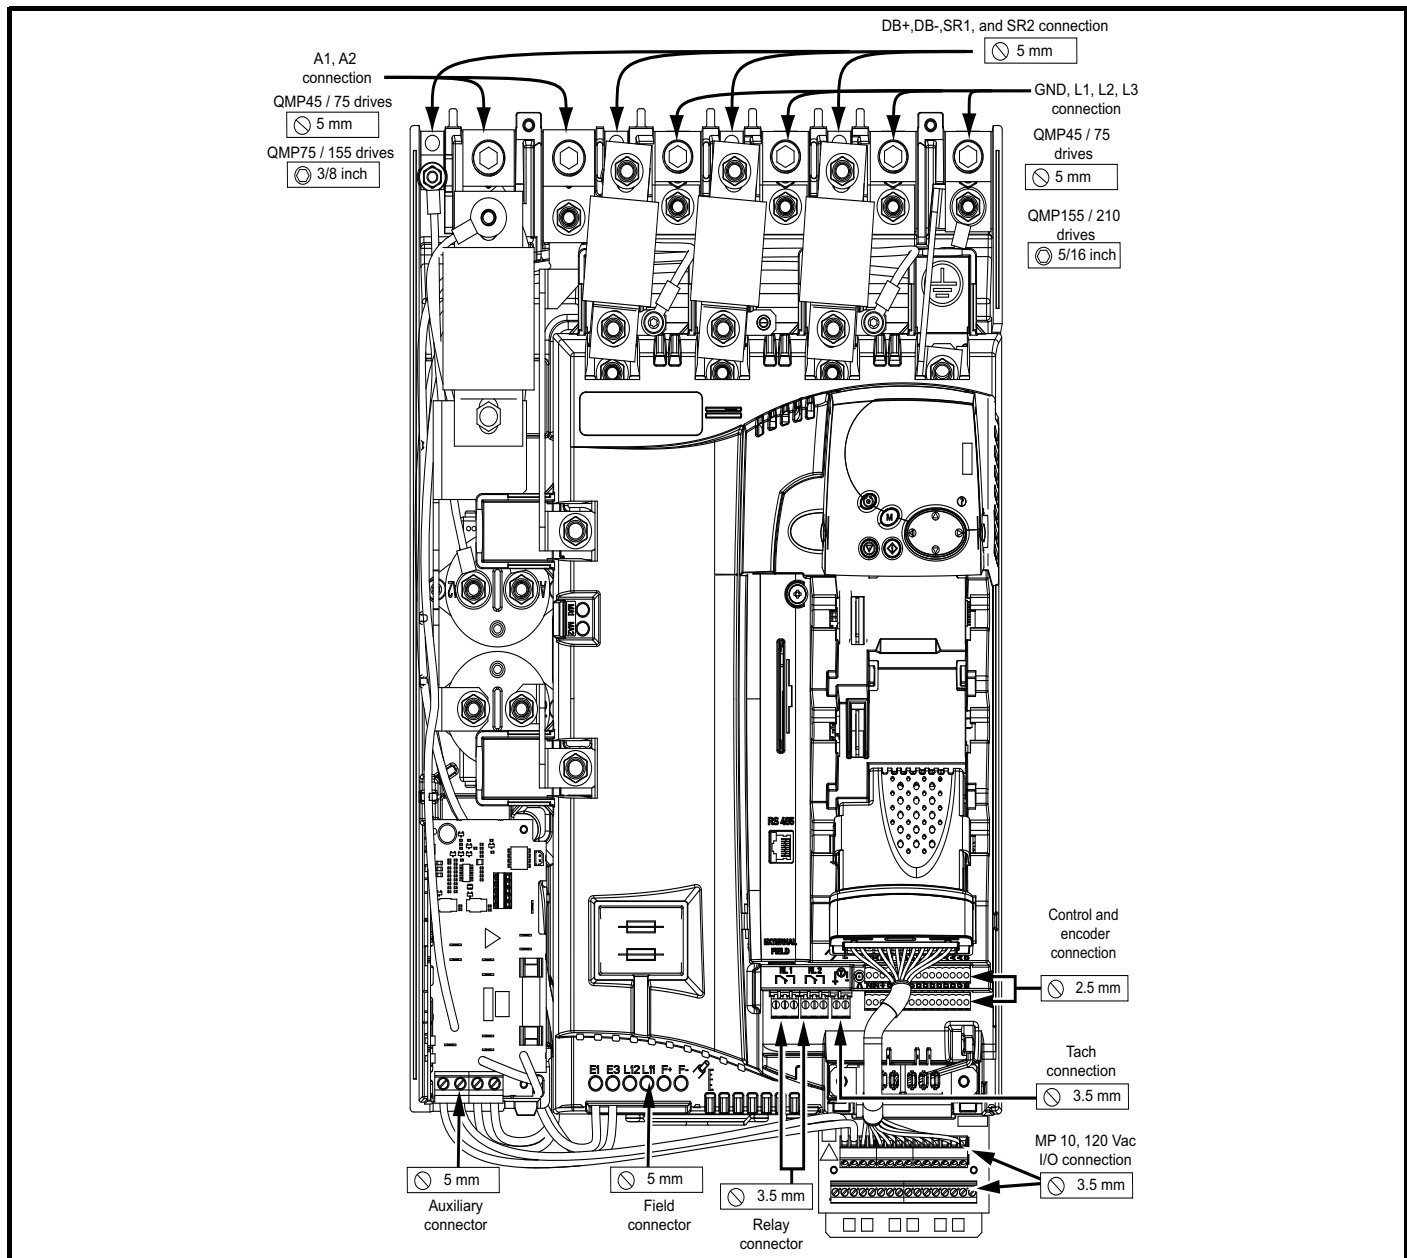 DB+,DB-,SR1, and SR2 connection
5 mm
A1, A2
connection
QMP45 / 75 drives
5 mm
QMP75 / 155 drives
3/8 inch
GND, L1, L2, L3
connection
QMP45 / 75
drives
5 mm
QMP155 / 210
drives
5/16 inch
?
M
A1
MA1
MA2
RS 485
EXTERNAL
FIELD
RL1 RL2
Control and
encoder
connection
2.5 mm
Tach
connection
3.5 mm
E1 E3 L12 L11 F+ F-
MP 10, 120 Vac
I/O connection
3.5 mm
5 mm
Auxiliary
connector
5 mm
Field
connector
3.5 mm
Relay
connector